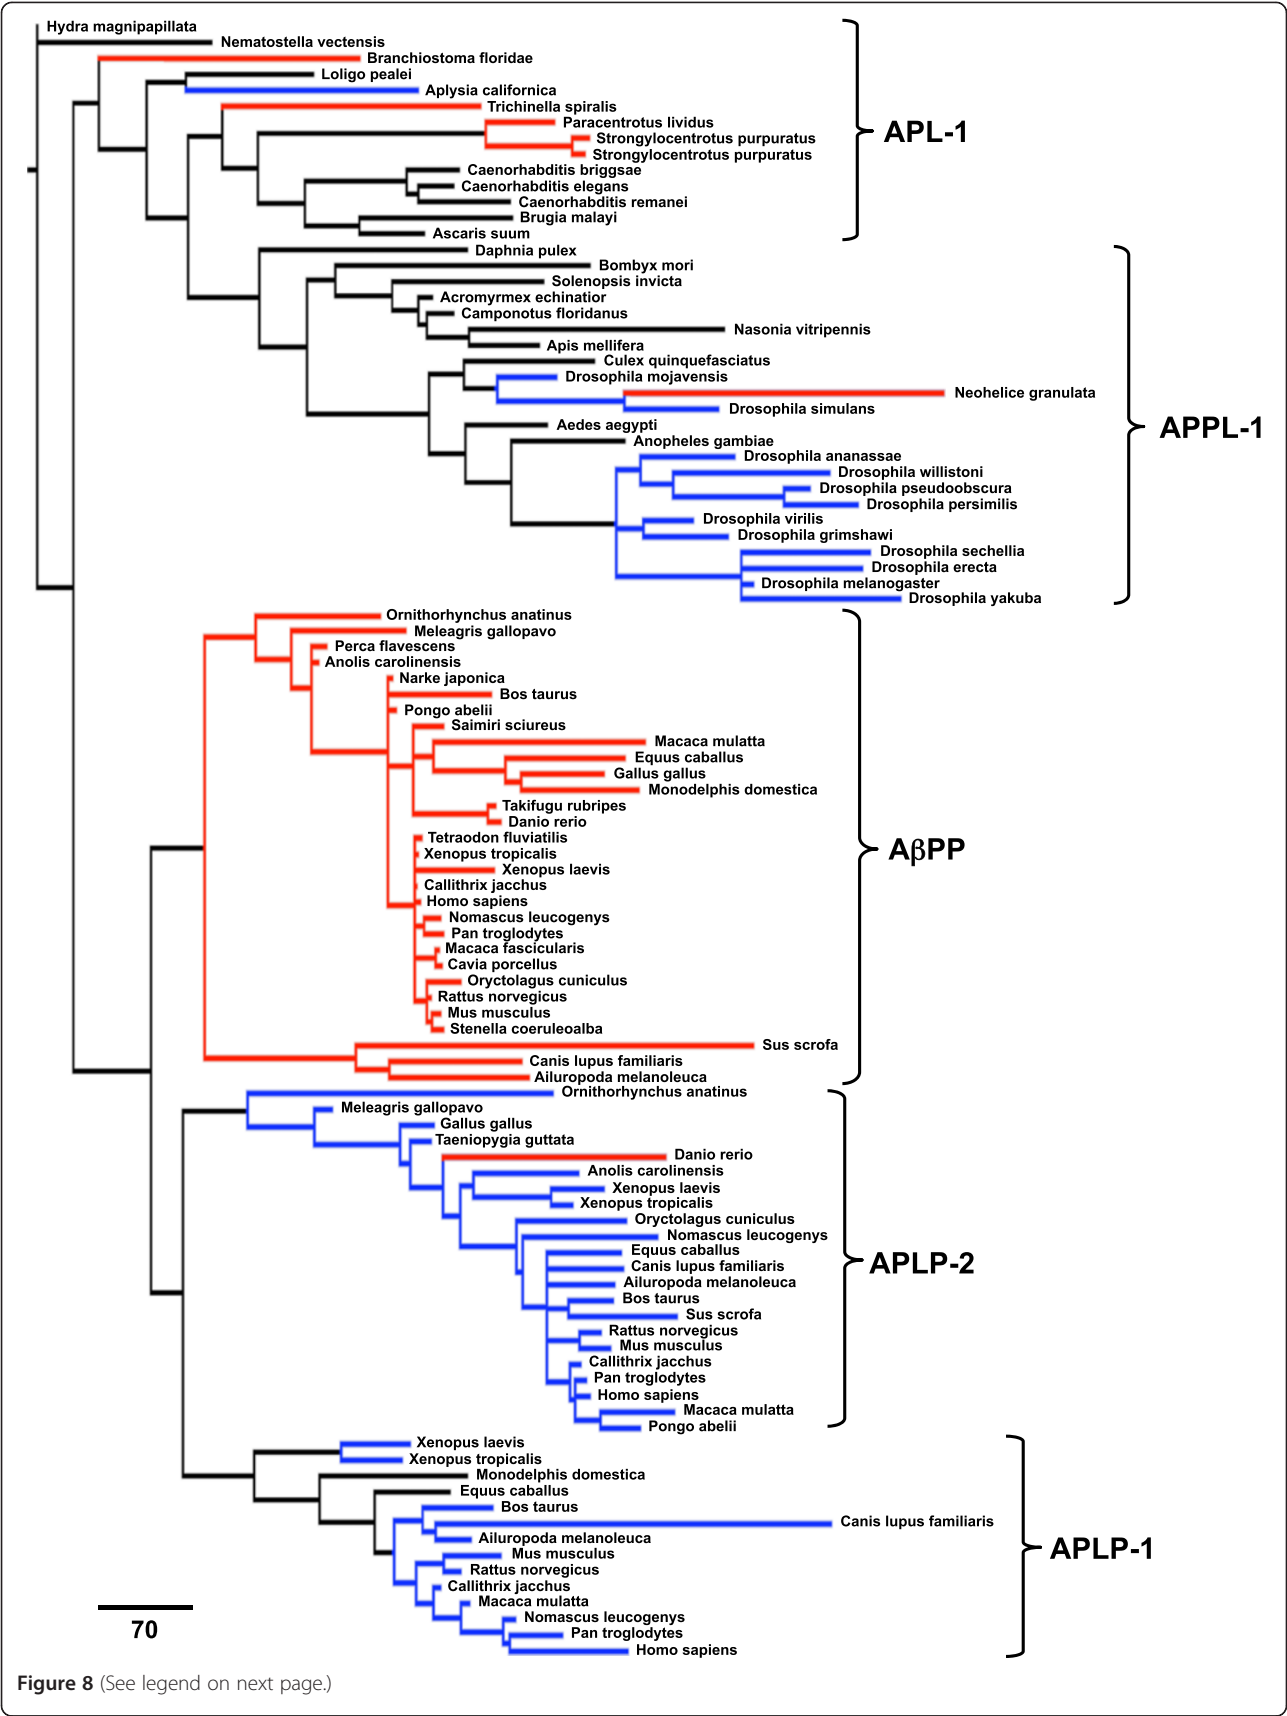 Hydra magnipapillata
Nematostella vectensis
Branchiostoma floridae
Loligo pealei
Aplysia californica
Trichinella spiralis
Paracentrotus lividus
Strongylocentrotus purpuratus
Strongylocentrotus purpuratus
Caenorhabditis briggsae
Caenorhabditis elegans
Caenorhabditis remanei
Brugia malayi
Ascaris suum
APL-1
Daphnia pulex
Bombyx mori
Solenopsis invicta
Acromyrmex echinatior
Camponotus floridanus
Nasonia vitripennis
Apis mellifera
Culex quinquefasciatus
Drosophila mojavensis
Neohelice granulata
Drosophila simulans
Aedes aegypti
Anopheles gambiae
Drosophila ananassae
Drosophila willistoni
Drosophila pseudoobscura
Drosophila persimilis
Drosophila virilis
Drosophila grimshawi
Drosophila sechellia
Drosophila erecta
Drosophila melanogaster
Drosophila yakuba
APPL-1
Ornithorhynchus anatinus
Meleagris gallopavo
Perca flavescens
Anolis carolinensis
Narke japonica
Bos taurus
Pongo abelii
Saimiri sciureus
Macaca mulatta
Equus caballus
Gallus gallus
Monodelphis domestica
Takifugu rubripes
Danio rerio
Tetraodon fluviatilis
Xenopus tropicalis
Xenopus laevis
Callithrix jacchus
Homo sapiens
Nomascus leucogenys
Pan troglodytes
Macaca fascicularis
Cavia porcellus
Oryctolagus cuniculus
Rattus norvegicus
Mus musculus
Stenella coeruleoalba
Sus scrofa
Canis lupus familiaris
Ailuropoda melanoleuca
AβPP
Ornithorhynchus anatinus
Meleagris gallopavo
Gallus gallus
Taeniopygia guttata
Danio rerio
Anolis carolinensis
Xenopus laevis
Xenopus tropicalis
Oryctolagus cuniculus
Nomascus leucogenys
Equus caballus
Canis lupus familiaris
Ailuropoda melanoleuca
Bos taurus
Sus scrofa
Rattus norvegicus
Mus musculus
Callithrix jacchus
Pan troglodytes
Homo sapiens
Macaca mulatta
Pongo abelii
APLP-2
Xenopus laevis
Xenopus tropicalis
Monodelphis domestica
Equus caballus
Bos taurus
Canis lupus familiaris
Ailuropoda melanoleuca
Mus musculus
Rattus norvegicus
Callithrix jacchus
Macaca mulatta
Nomascus leucogenys
Pan troglodytes
Homo sapiens
APLP-1
70
Figure 8 (See legend on next page.)